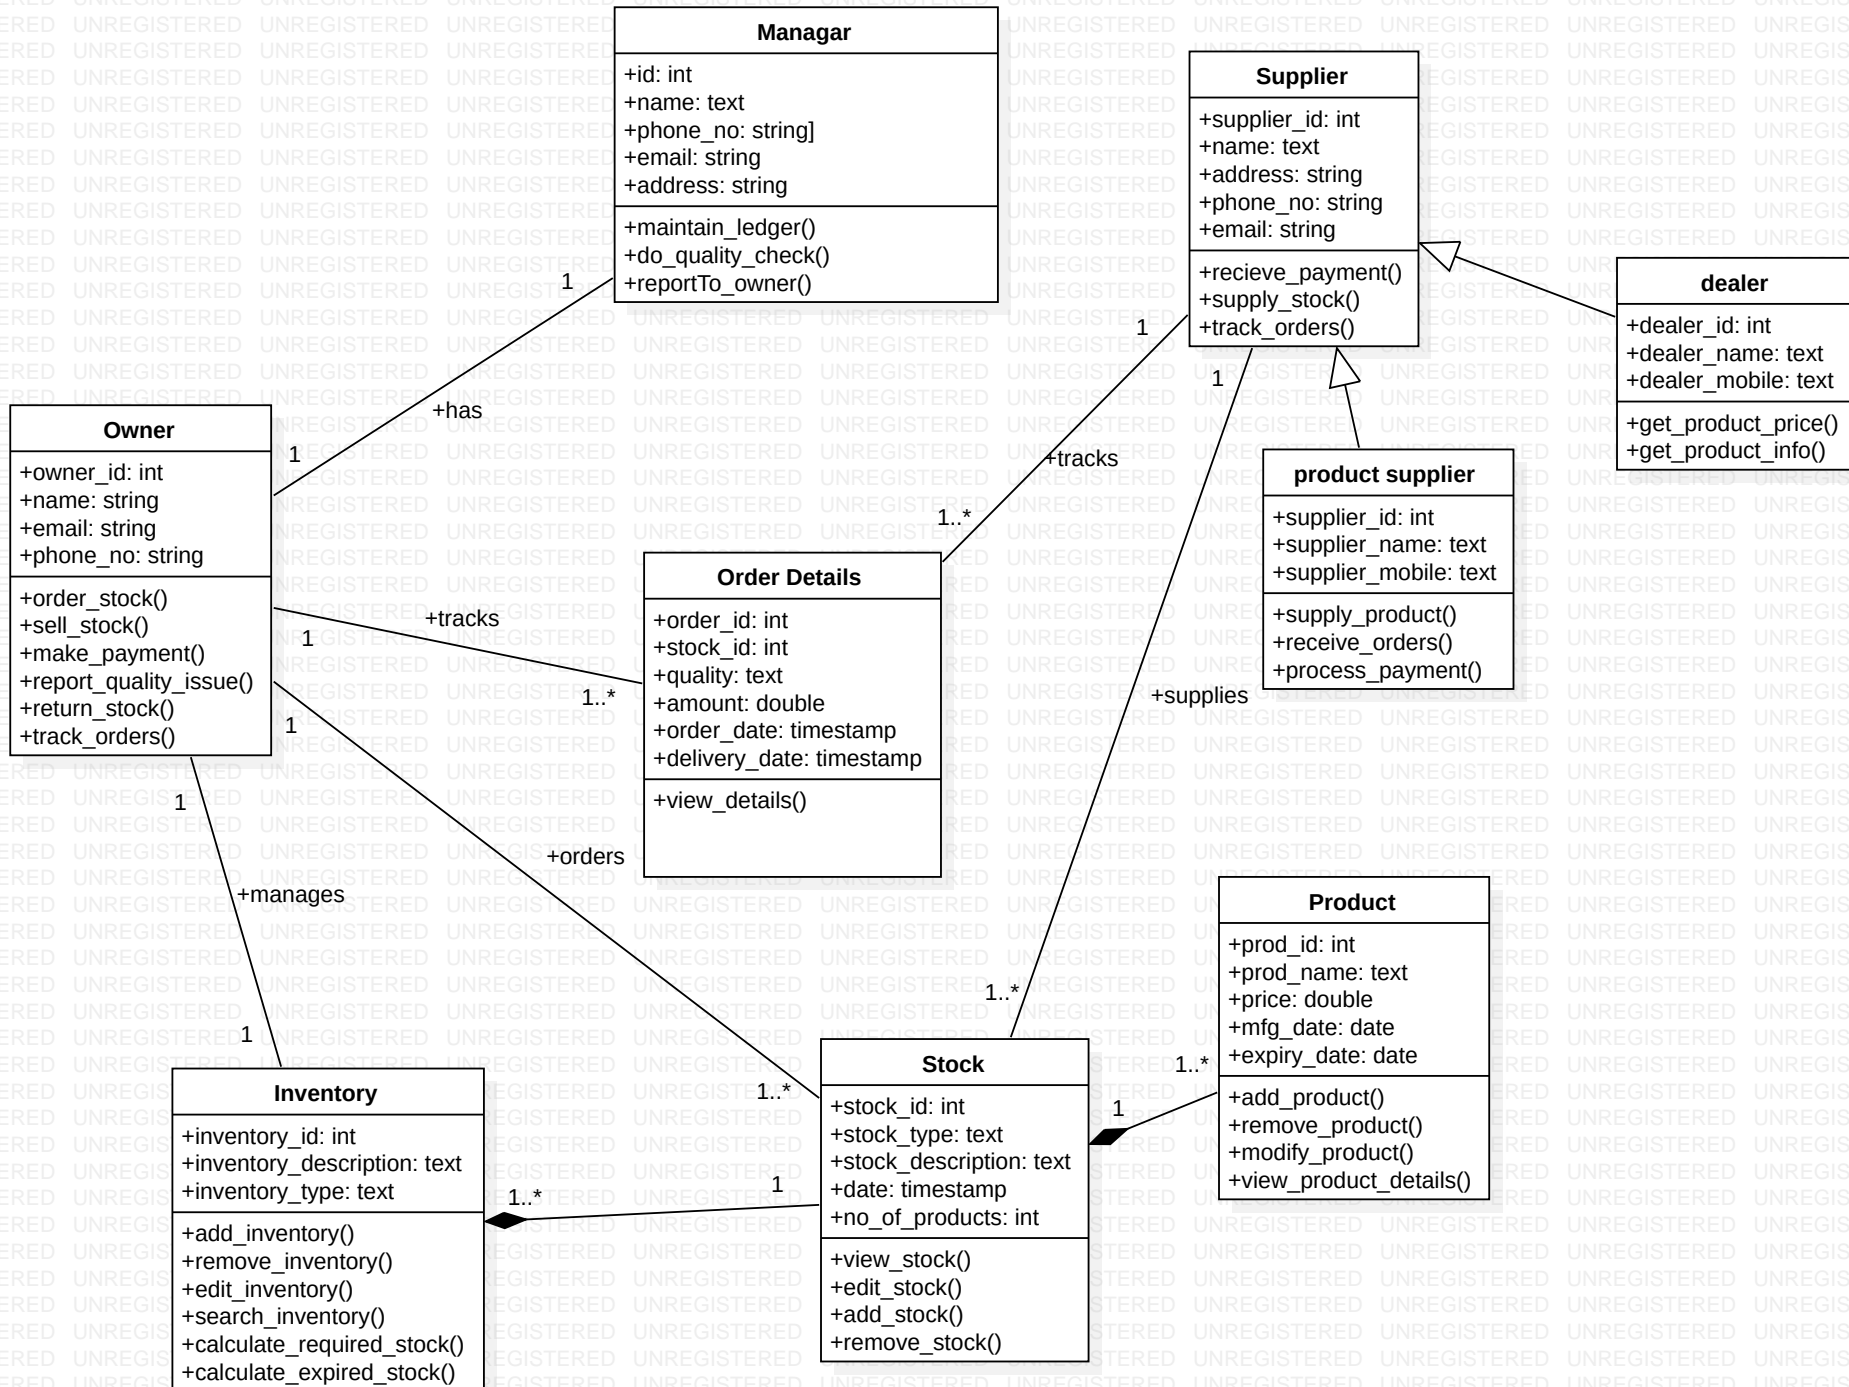 Managar
+id: int
+name: text
+phone_no: string]
+email: string
+address: string
+maintain_ledger()
+do_quality_check()
+reportTo_owner()
Supplier
+supplier_id: int
+name: text
+address: string
+phone_no: string
+email: string
+recieve_payment()
+supply_stock()
+track_orders()
dealer
+dealer_id: int
+dealer_name: text
+dealer_mobile: text
+get_product_price()
+get_product_info()
1
+has
1
1
+tracks
1..*
1
Owner
+owner_id: int
+name: string
+email: string
+phone_no: string
+order_stock()
+sell_stock()
+make_payment()
+report_quality_issue()
+return_stock()
+track_orders()
product supplier
+supplier_id: int
+supplier_name: text
+supplier_mobile: text
+supply_product()
+receive_orders()
+process_payment()
Order Details
+order_id: int
+stock_id: int
+quality: text
+amount: double
+order_date: timestamp
+delivery_date: timestamp
+view_details()
+tracks
1
1..*
1
+orders
1..*
+supplies
1..*
1
+manages
1
Product
+prod_id: int
+prod_name: text
+price: double
+mfg_date: date
+expiry_date: date
+add_product()
+remove_product()
+modify_product()
+view_product_details()
Inventory
+inventory_id: int
+inventory_description: text
+inventory_type: text
+add_inventory()
+remove_inventory()
+edit_inventory()
+search_inventory()
+calculate_required_stock()
+calculate_expired_stock()
1..*
1
Stock
+stock_id: int
+stock_type: text
+stock_description: text
+date: timestamp
+no_of_products: int
+view_stock()
+edit_stock()
+add_stock()
+remove_stock()
1
1..*
UNREGISTERED